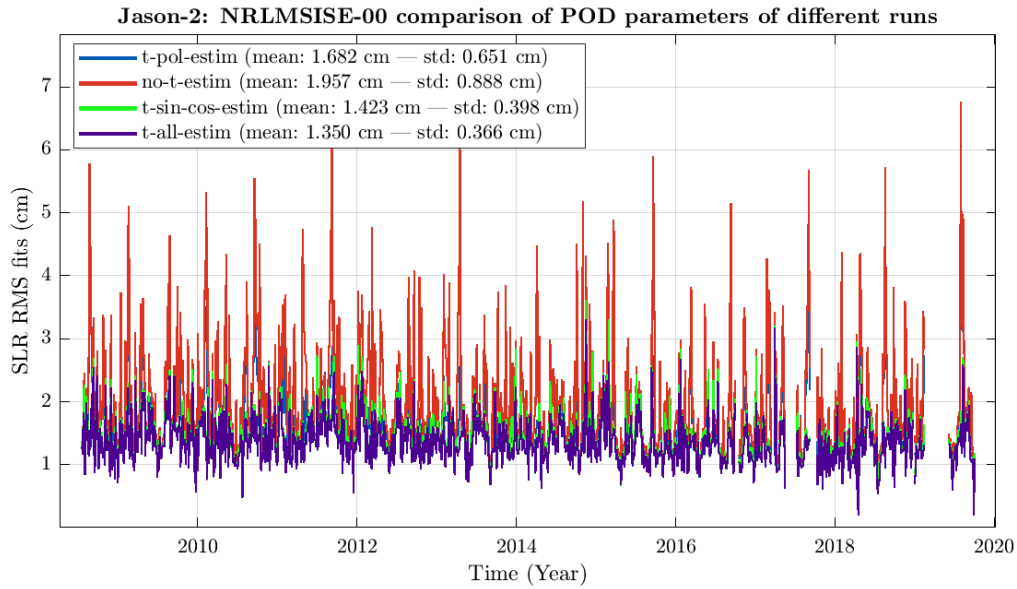 Jason-2: NRLMSISE-00 comparison of POD parameters of different runs
t-pol-estim (mean: 1.682 cm — std: 0.651 cm)
no-t-estim (mean: 1.957 cm — std: 0.888 cm)
t-sin-cos-estim (mean: 1.423 cm — std: 0.398 cm)
t-all-estim (mean: 1.350 cm — std: 0.366 cm)
SLR RMS fits (cm)
7
6
5
4
3
2
1
2010 2012 2014 2016 2018 2020
Time (Year)